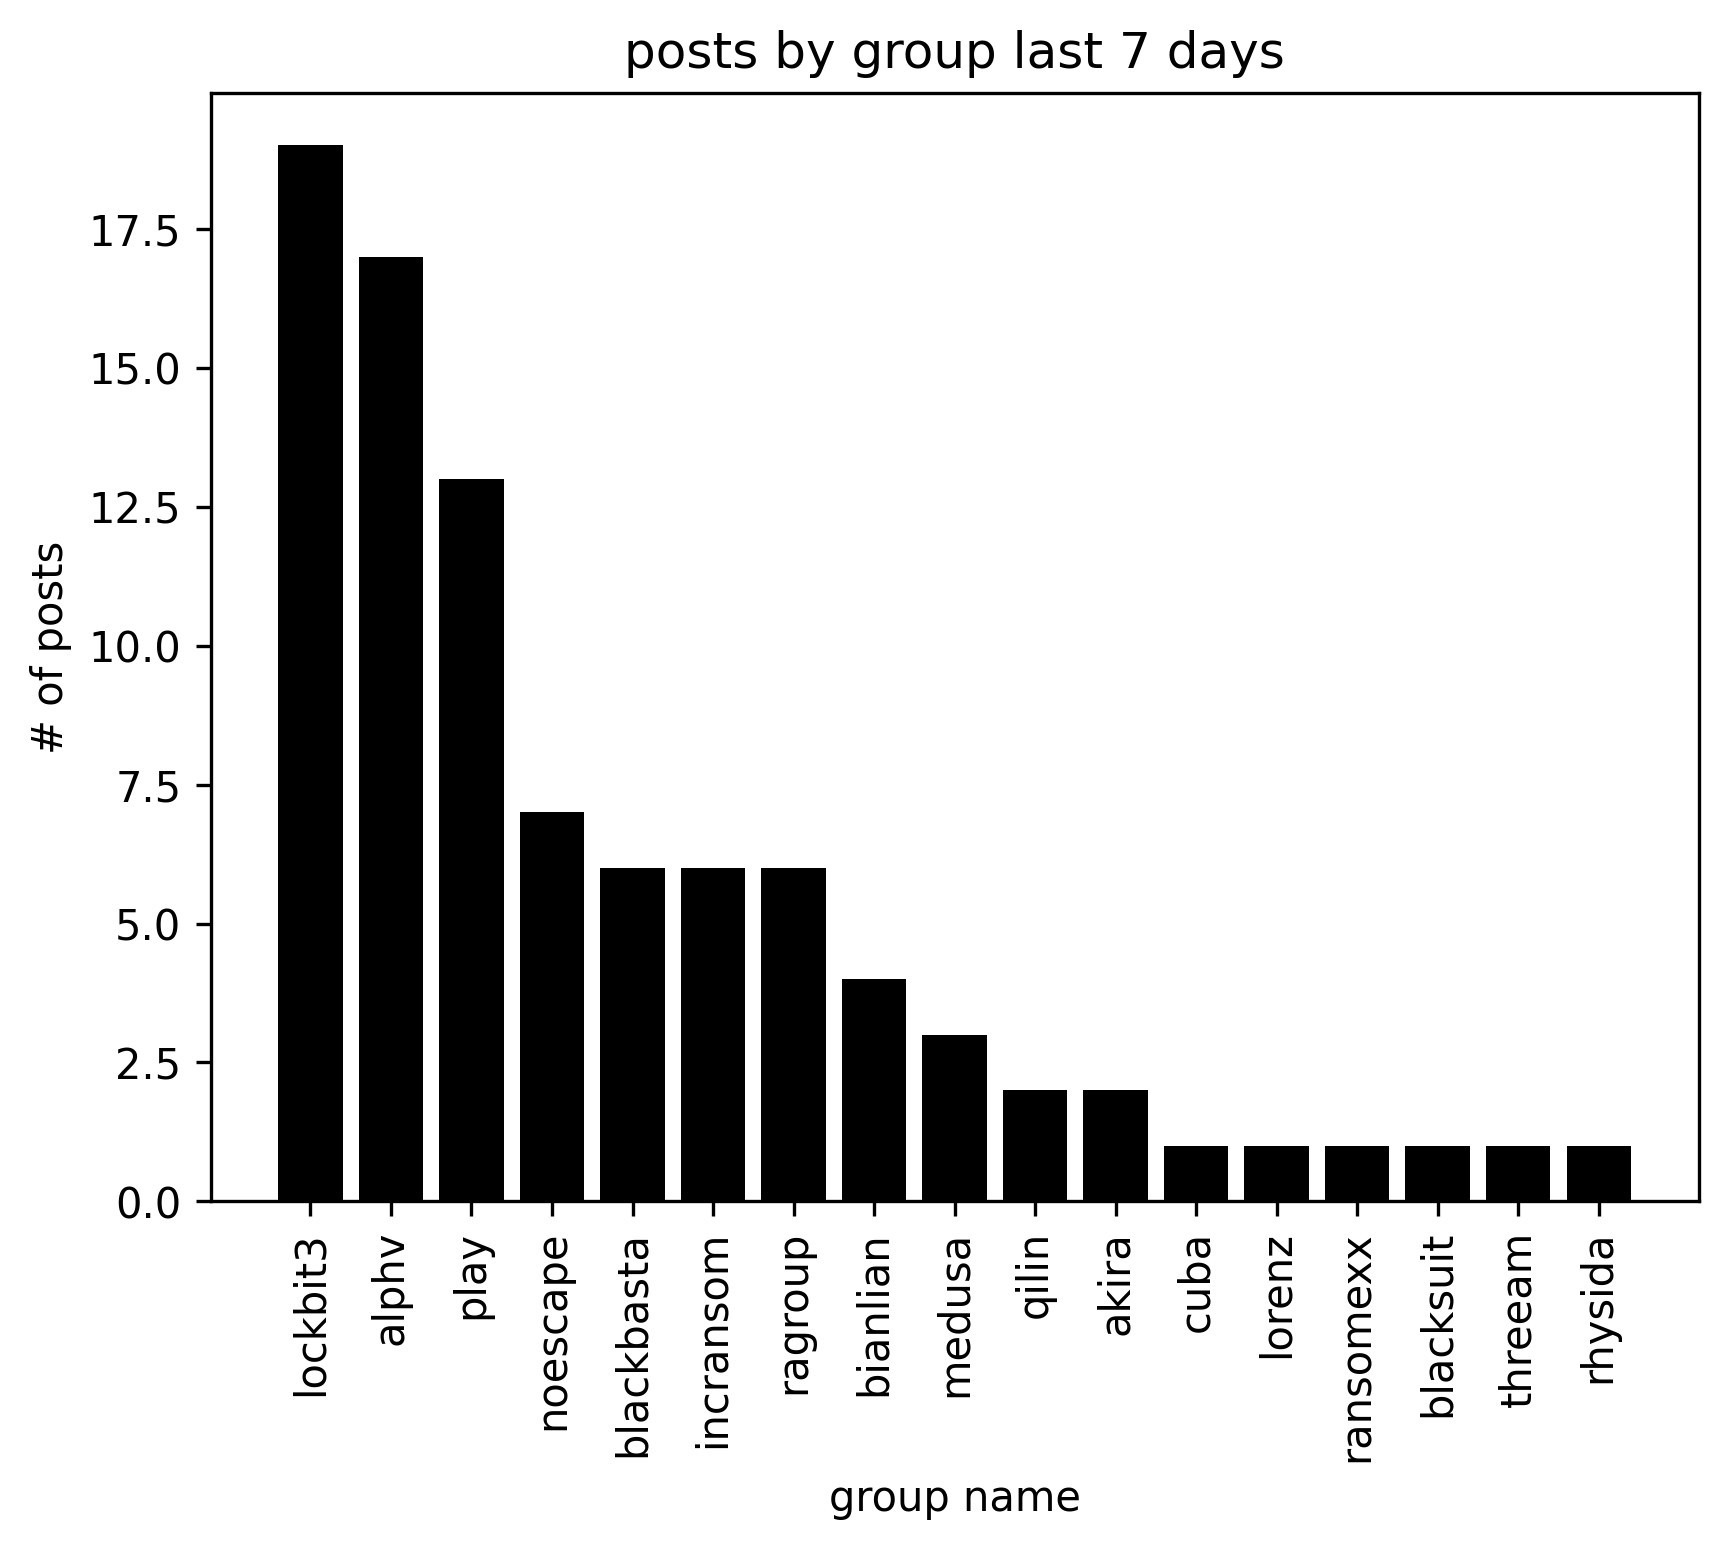 posts by group last 7 days
# of posts
17.5
15.0
12.5
10.0
7.5
5.0
2.5
0.0
lockbit3
alphv
play
noescape
blackbasta
incransom
ragroup
bianlian
medusa
qilin
akira
cuba
lorenz
ransomexx
blacksuit
threeam
rhysida
group name